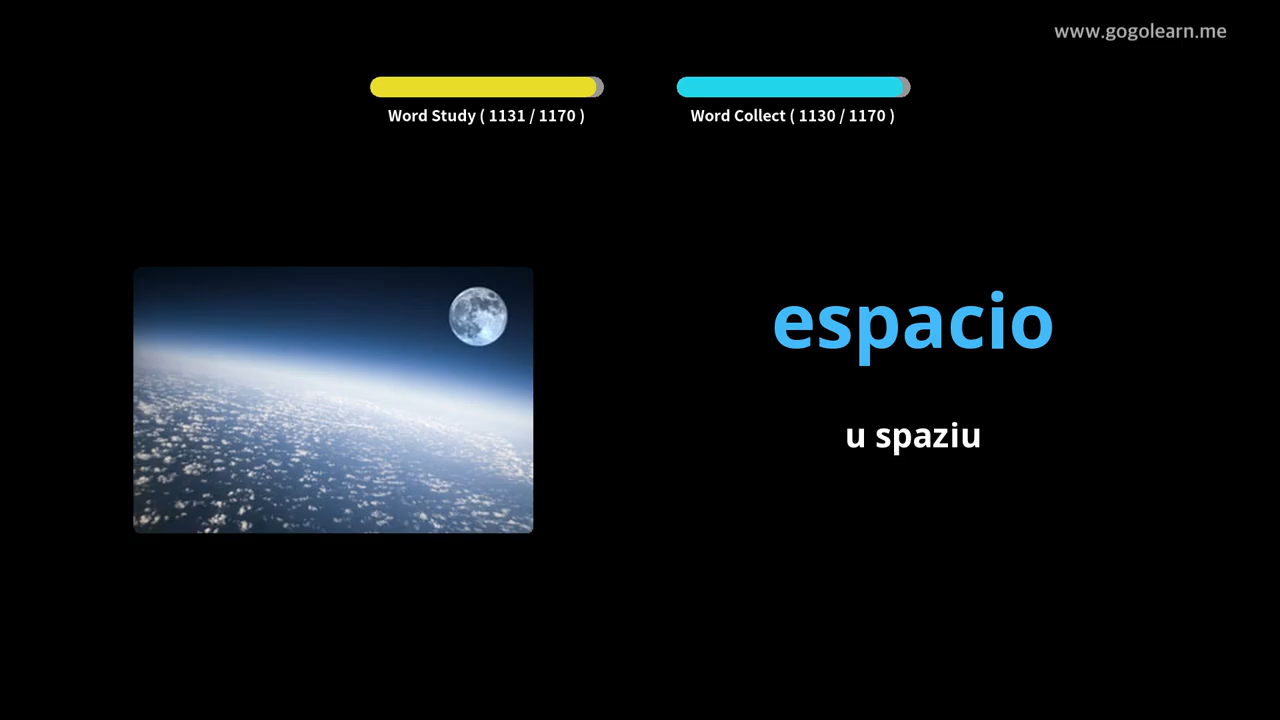 www.gogolearn.me
Word Study ( 1131 / 1170 )
Word Collect ( 1130 / 1170 )
espacio
u spaziu